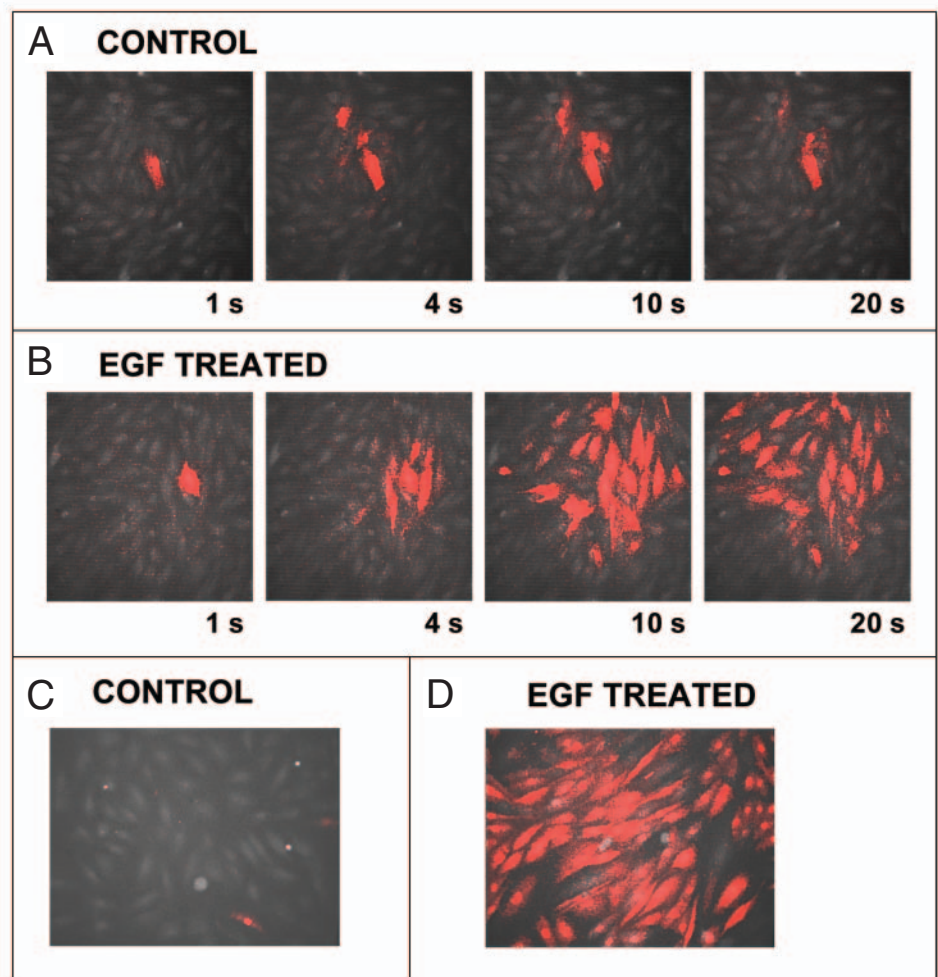 A CONTROL
1 s 4 s 10 s 20 s
B EGF TREATED
1 s 4 s 10 s 20 s
C CONTROL
D EGF TREATED